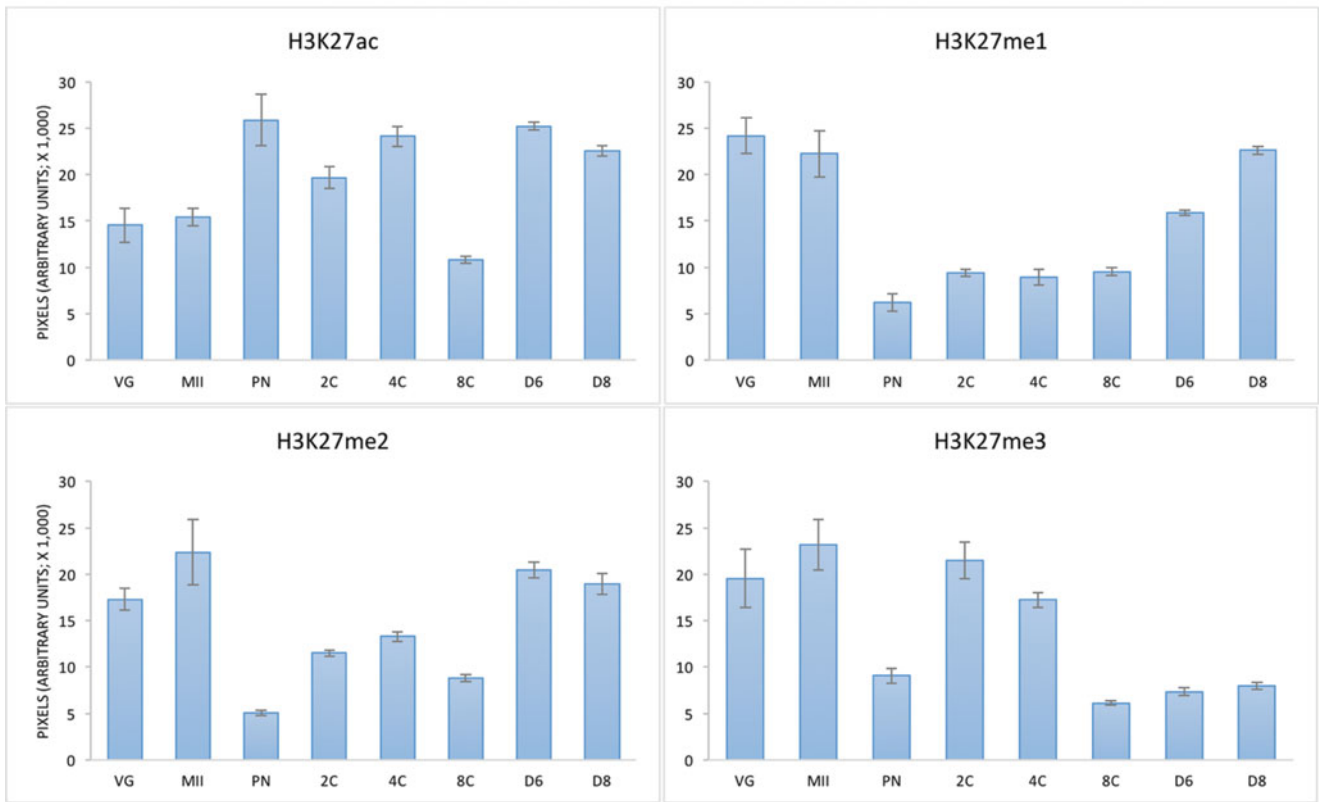 H3K27ac
PIXELS (ARBITRARY UNITS; X 1,000)
30
25
20
15
10
5
0
VG MII PN 2C 4C 8C D6 D8
H3K27me1
30
25
20
15
10
5
0
VG MII PN 2C 4C 8C D6 D8
H3K27me2
PIXELS (ARBITRARY UNITS; X 1,000)
30
25
20
15
10
5
0
VG MII PN 2C 4C 8C D6 D8
H3K27me3
30
25
20
15
10
5
0
VG MII PN 2C 4C 8C D6 D8